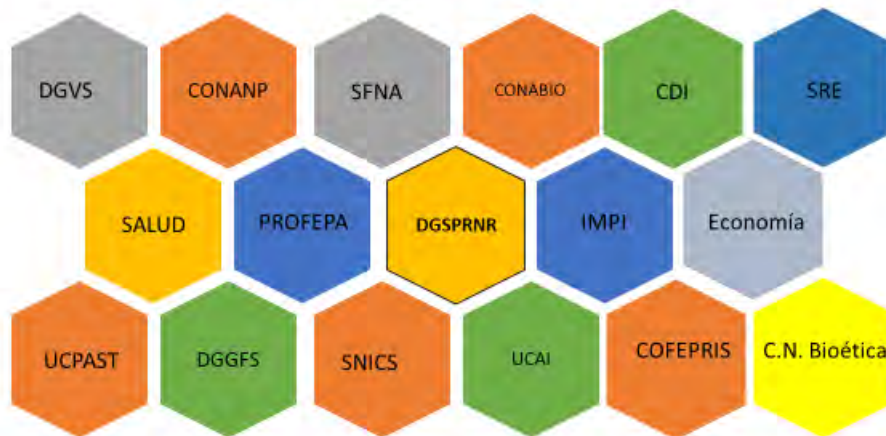 DGVS
CONANP
SFNA
CONABIO
CDI
SRE
SALUD
PROFEPA
DGSPRNR
IMPI
Economía
UCPAST
DGGFS
SNICS
UCAI
COFEPRIS
C.N. Bioética